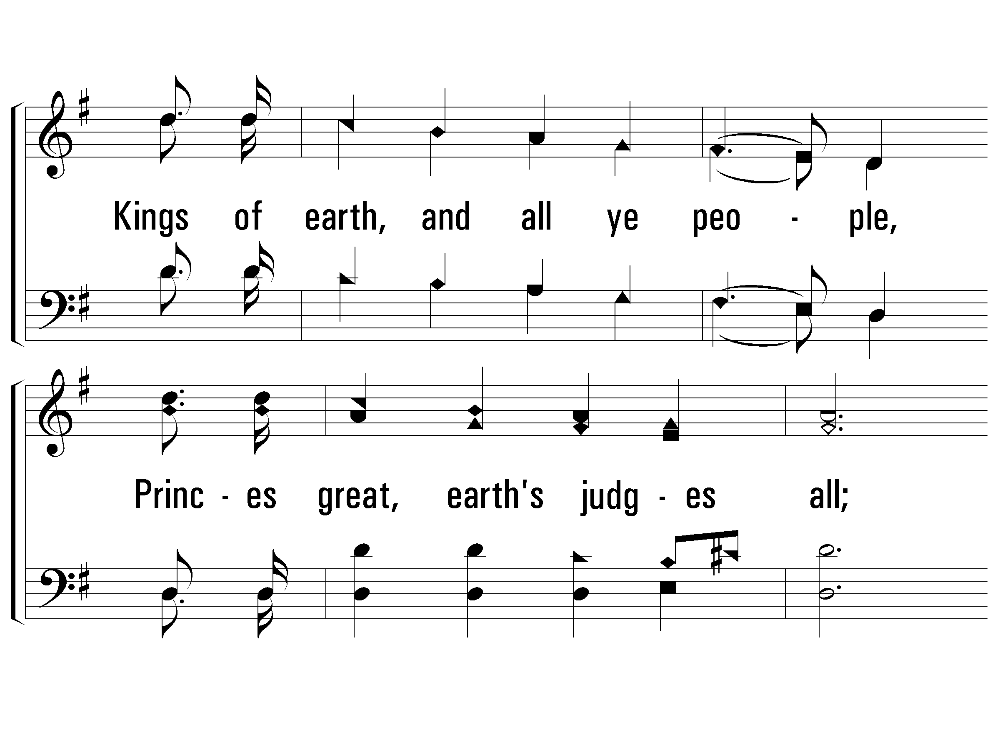 Kings of earth, and all ye peo - ple,
Princ - es great, earth's judg - es all;